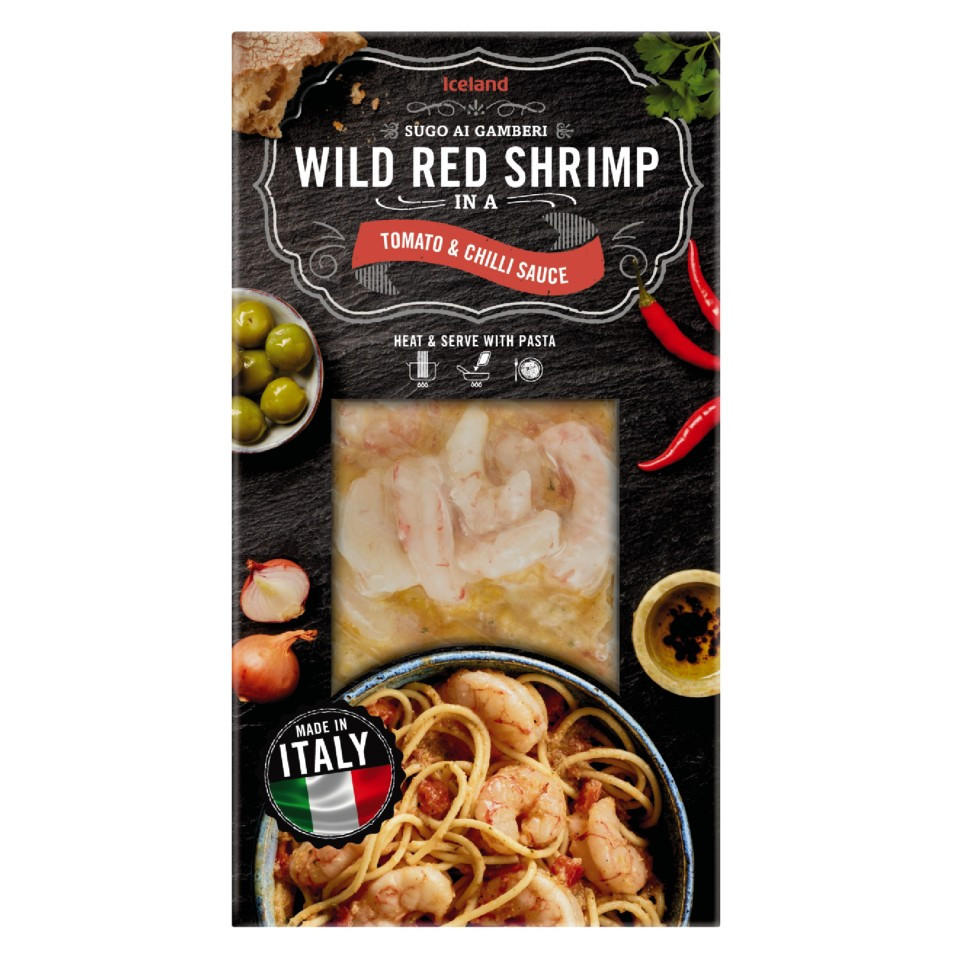 Iceland
SUGO AI GAMBERI
WILD RED SHRIMP
IN A
TOMATO & CHILLI SAUCE
HEAT & SERVE WITH PASTA
MADE IN
ITALY